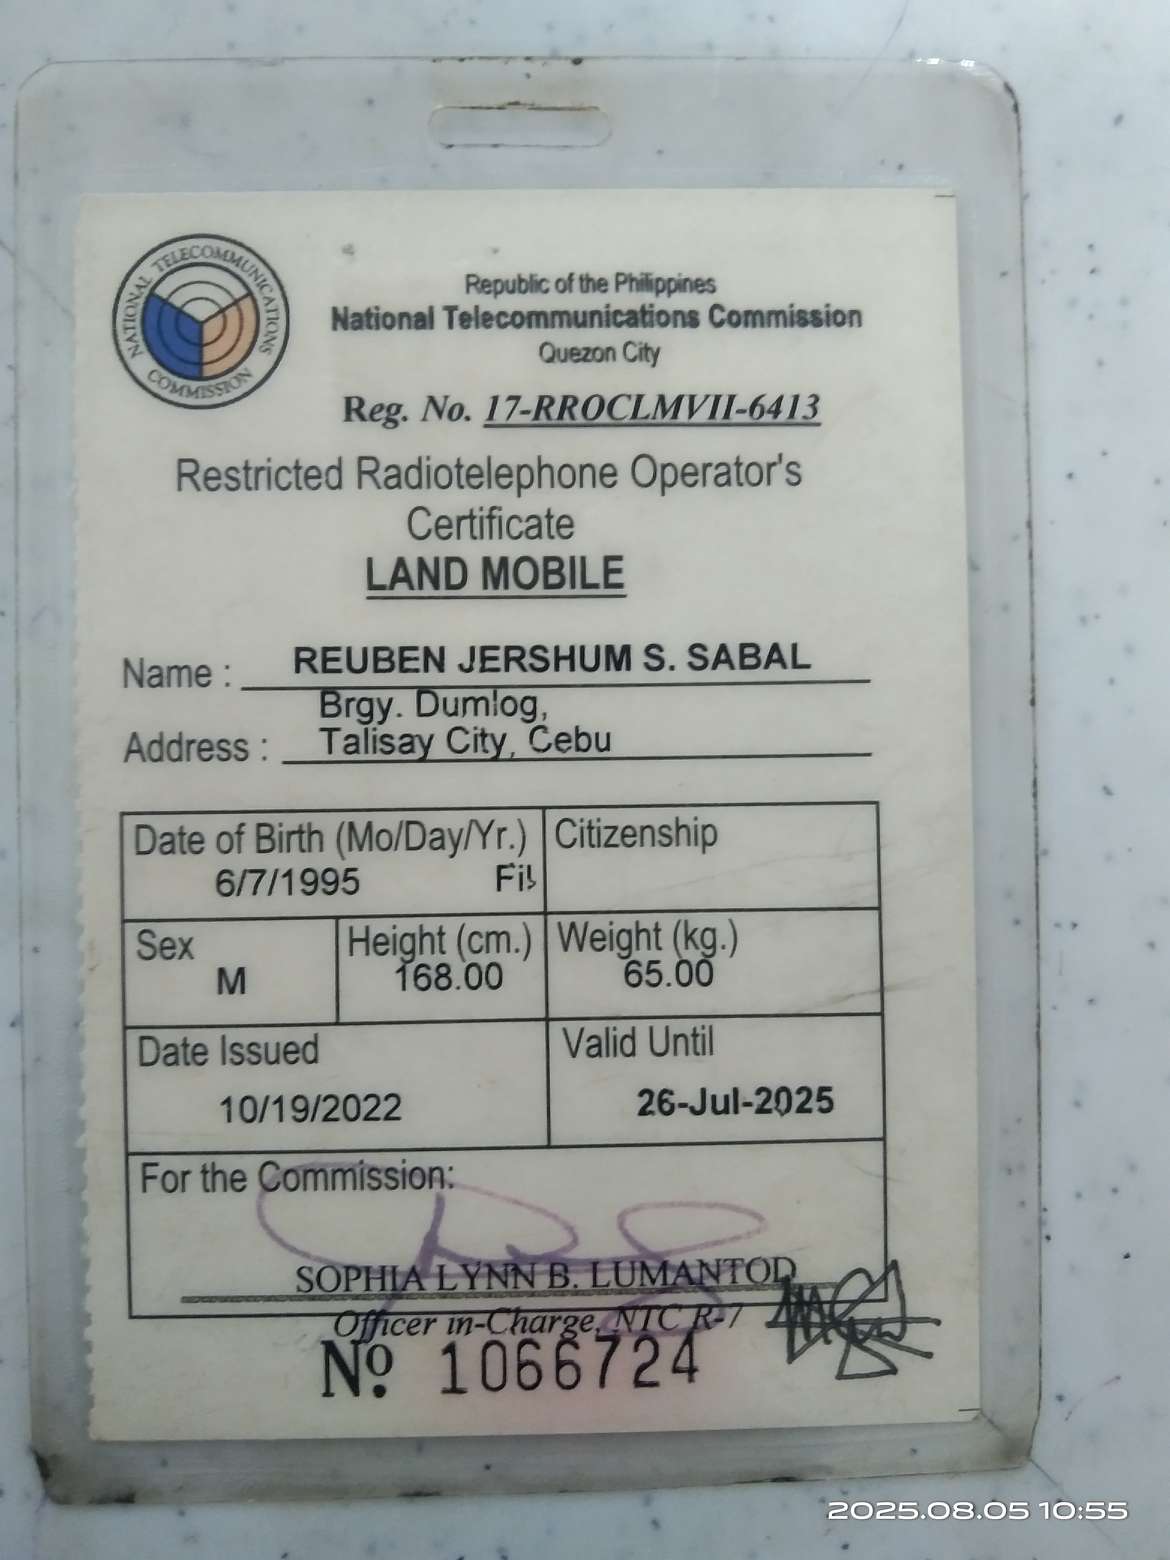 NATIONAL TELECOMMUNICATIONS COMMISSION
Republic of the Philippines
National Telecommunications Commission
Quezon City
Reg. No. 17-RROCLMVII-6413
Restricted Radiotelephone Operator's
Certificate
LAND MOBILE
Name : REUBEN JERSHUM S. SABAL
Brgy. Dumlog,
Address : Talisay City, Cebu
Date of Birth (Mo/Day/Yr.) Citizenship
6/7/1995
Sex Height (cm.) Weight (kg.)
M 168.00 65.00
Date Issued Valid Until
10/19/2022 26-Jul-2025
For the Commission:
SOPHIA LYNN B. LUMANTOD
Officer in-Charge, NTC R-7
Nº 1066724
2025.08.05 10:55